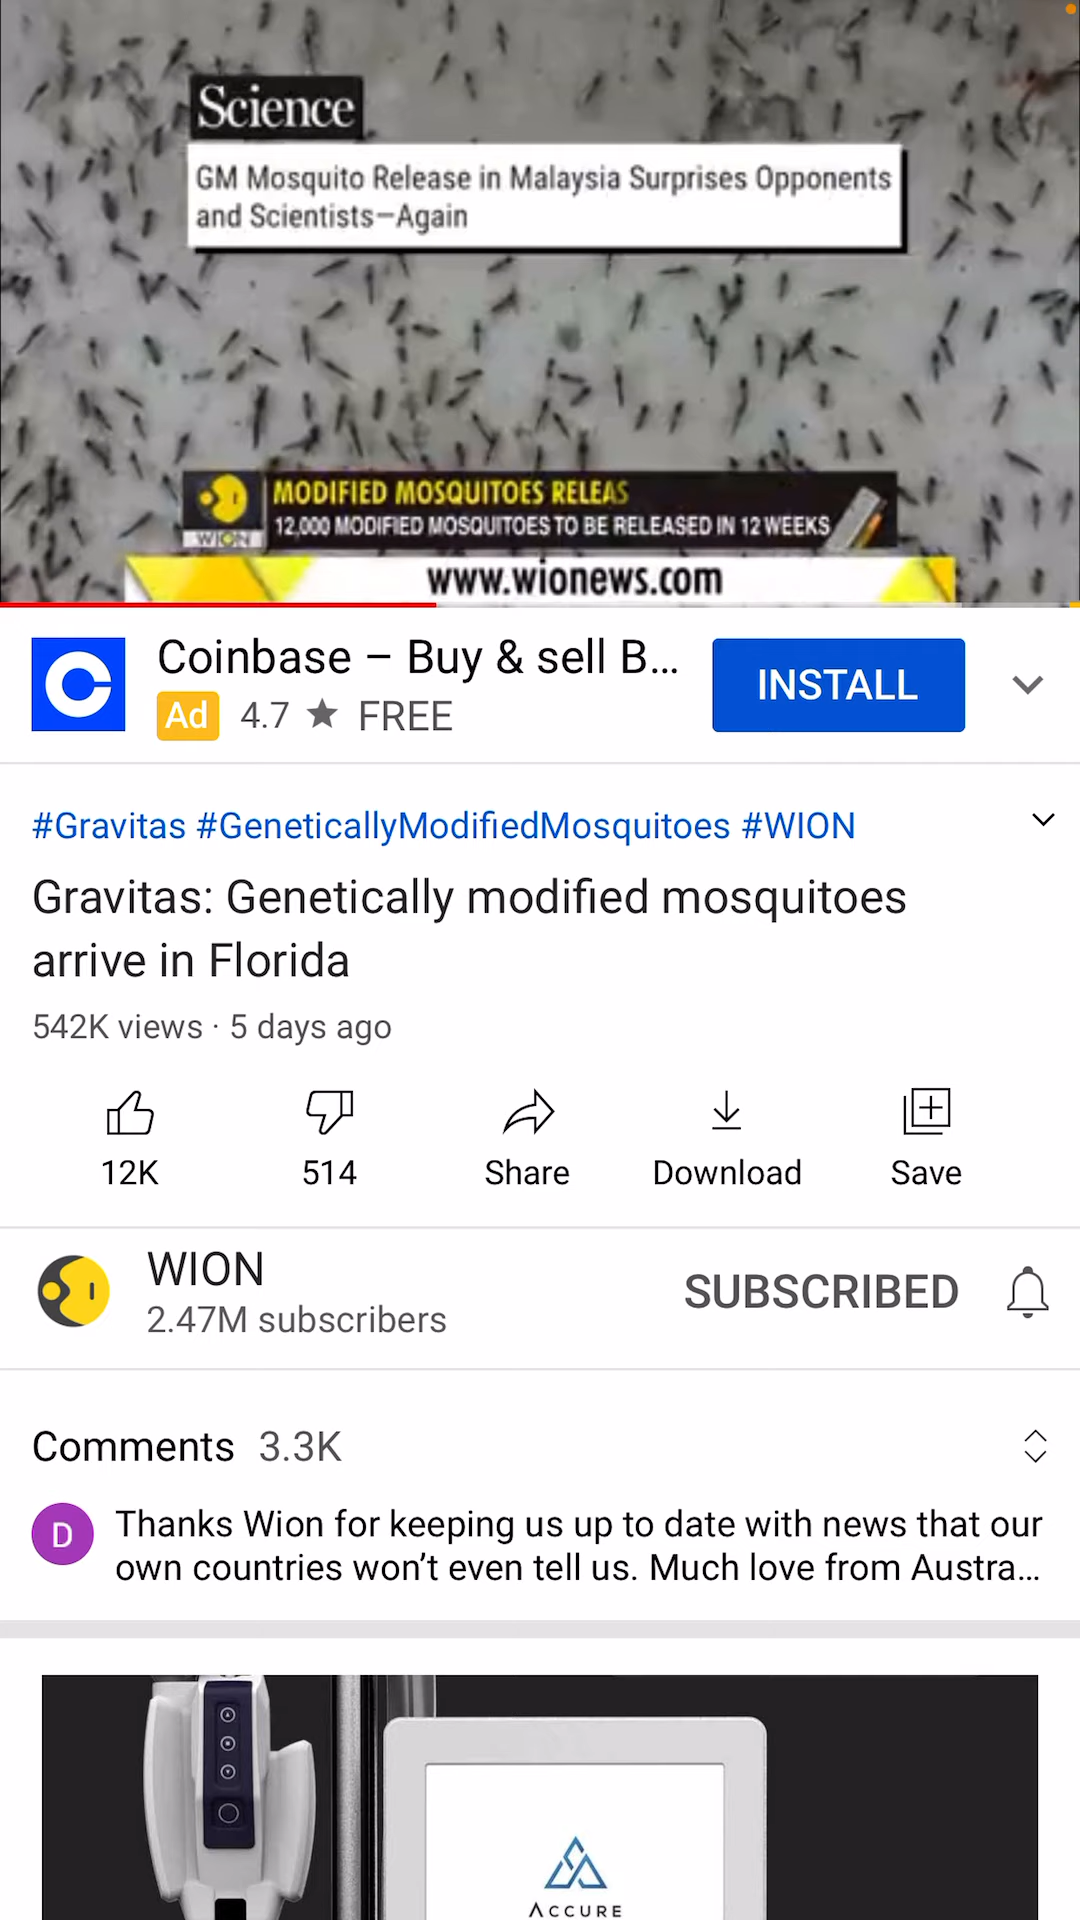 Science
GM Mosquito Release in Malaysia Surprises Opponents
and Scientists—Again
MODIFIED MOSQUITOES RELEAS
12,000 MODIFIED MOSQUITOES TO BE RELEASED IN 12 WEEKS
WION
www.wionews.com
Coinbase – Buy & sell B...
INSTALL
Ad 4.7 ★ FREE
#Gravitas #GeneticallyModifiedMosquitoes #WION
Gravitas: Genetically modified mosquitoes
arrive in Florida
542K views · 5 days ago
12K
514
Share
Download
Save
WION
2.47M subscribers
SUBSCRIBED
Comments 3.3K
D
Thanks Wion for keeping us up to date with news that our
own countries won't even tell us. Much love from Austra...
ACCURE